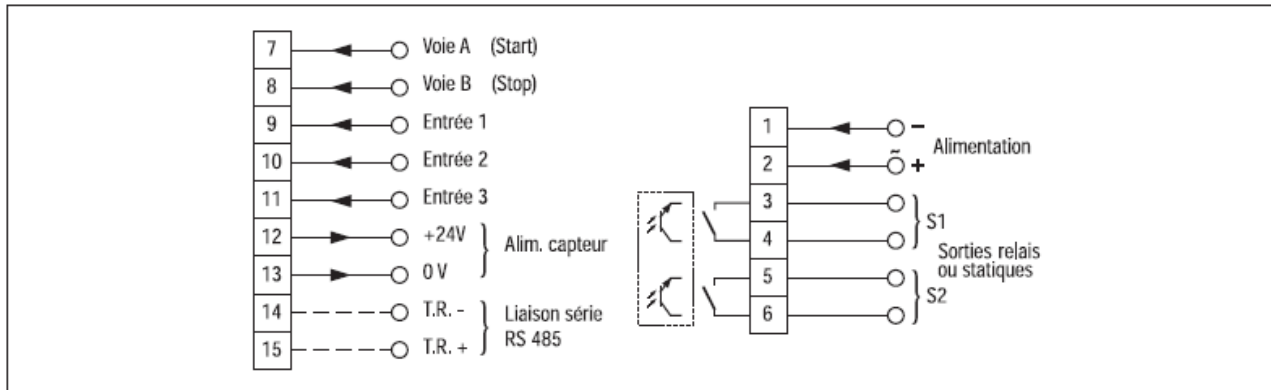 7 Voie A (Start)
8 Voie B (Stop)
9 Entrée 1
10 Entrée 2
11 Entrée 3
12 +24V
13 0 V
Alim. capteur
14 T.R. -
15 T.R. +
Liaison série
RS 485
1 -
2 ~ +
Alimentation
3
4
S1
Sorties relais
ou statiques
5
6
S2